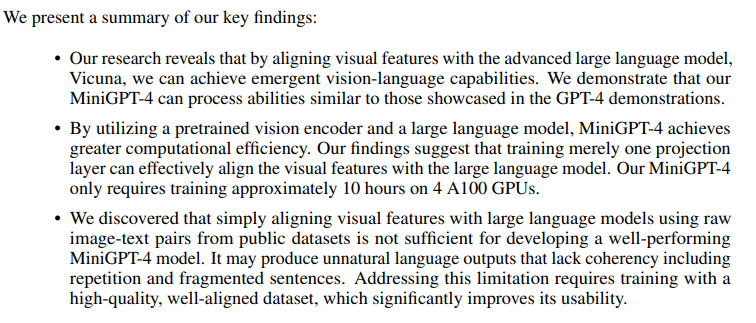 We present a summary of our key findings:
• Our research reveals that by aligning visual features with the advanced large language model,
Vicuna, we can achieve emergent vision-language capabilities. We demonstrate that our
MiniGPT-4 can process abilities similar to those showcased in the GPT-4 demonstrations.
• By utilizing a pretrained vision encoder and a large language model, MiniGPT-4 achieves
greater computational efficiency. Our findings suggest that training merely one projection
layer can effectively align the visual features with the large language model. Our MiniGPT-4
only requires training approximately 10 hours on 4 A100 GPUs.
• We discovered that simply aligning visual features with large language models using raw
image-text pairs from public datasets is not sufficient for developing a well-performing
MiniGPT-4 model. It may produce unnatural language outputs that lack coherency including
repetition and fragmented sentences. Addressing this limitation requires training with a
high-quality, well-aligned dataset, which significantly improves its usability.